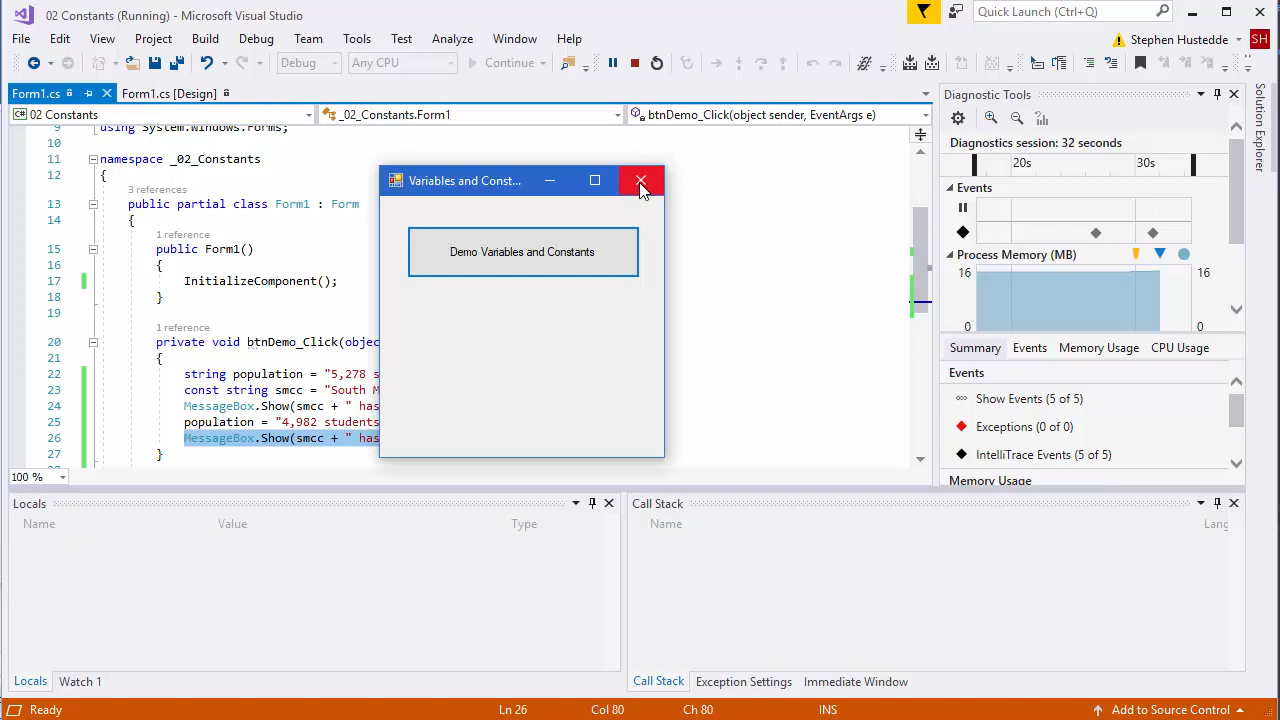 02 Constants (Running) - Microsoft Visual Studio
Quick Launch (Ctrl+Q)
File Edit View Project Build Debug Team Tools Test Analyze Window Help
Stephen Hustedde SH
Debug Any CPU Continue
Form1.cs Form1.cs [Design]
C# 02 Constants _02_Constants.Form1 btnDemo_Click(object sender, EventArgs e)
9 using System.Windows.Forms;
10
11 namespace _02_Constants
12 {
3 references
13 public partial class Form1 : Form
14 {
1 reference
15 public Form1()
16 {
17 InitializeComponent();
18 }
19
1 reference
20 private void btnDemo_Click(objec
21 {
22 string population = "5,278 s
23 const string smcc = "South M
24 MessageBox.Show(smcc + " has
25 population = "4,982 students
26 MessageBox.Show(smcc + " has
27 }
100 %
Variables and Const...
Demo Variables and Constants
Diagnostic Tools
Diagnostics session: 32 seconds
20s 30s
Events
Process Memory (MB)
16 16
0 0
Summary Events Memory Usage CPU Usage
Events
Show Events (5 of 5)
Exceptions (0 of 0)
IntelliTrace Events (5 of 5)
Memory Usage
Solution Explorer
Locals
Name Value Type
Locals Watch 1
Call Stack
Name Lang
Call Stack Exception Settings Immediate Window
Ready Ln 26 Col 80 Ch 80 INS Add to Source Control